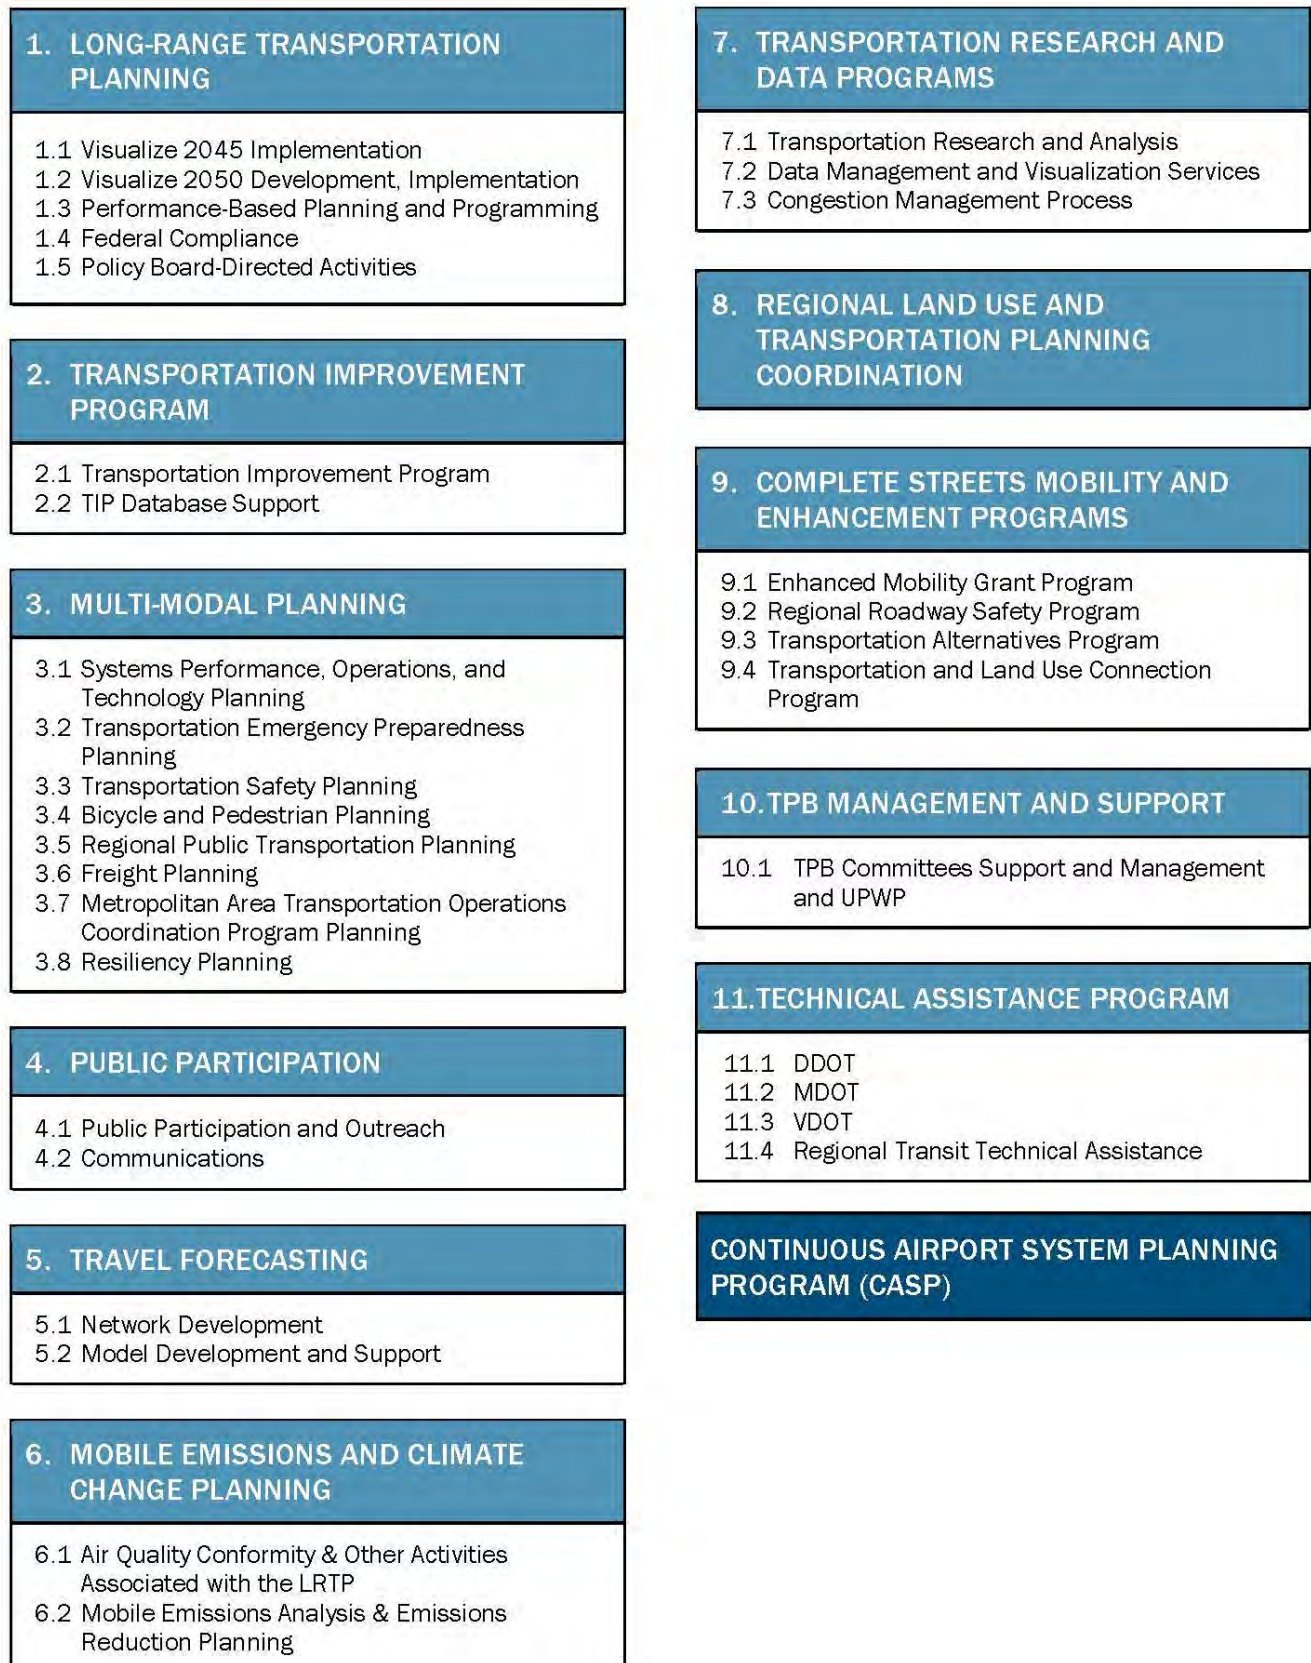 1. LONG-RANGE TRANSPORTATION
PLANNING
1.1 Visualize 2045 Implementation
1.2 Visualize 2050 Development, Implementation
1.3 Performance-Based Planning and Programming
1.4 Federal Compliance
1.5 Policy Board-Directed Activities
2. TRANSPORTATION IMPROVEMENT
PROGRAM
2.1 Transportation Improvement Program
2.2 TIP Database Support
3. MULTI-MODAL PLANNING
3.1 Systems Performance, Operations, and
Technology Planning
3.2 Transportation Emergency Preparedness
Planning
3.3 Transportation Safety Planning
3.4 Bicycle and Pedestrian Planning
3.5 Regional Public Transportation Planning
3.6 Freight Planning
3.7 Metropolitan Area Transportation Operations
Coordination Program Planning
3.8 Resiliency Planning
4. PUBLIC PARTICIPATION
4.1 Public Participation and Outreach
4.2 Communications
5. TRAVEL FORECASTING
5.1 Network Development
5.2 Model Development and Support
6. MOBILE EMISSIONS AND CLIMATE
CHANGE PLANNING
6.1 Air Quality Conformity & Other Activities
Associated with the LRTP
6.2 Mobile Emissions Analysis & Emissions
Reduction Planning
7. TRANSPORTATION RESEARCH AND
DATA PROGRAMS
7.1 Transportation Research and Analysis
7.2 Data Management and Visualization Services
7.3 Congestion Management Process
8. REGIONAL LAND USE AND
TRANSPORTATION PLANNING
COORDINATION
9. COMPLETE STREETS MOBILITY AND
ENHANCEMENT PROGRAMS
9.1 Enhanced Mobility Grant Program
9.2 Regional Roadway Safety Program
9.3 Transportation Alternatives Program
9.4 Transportation and Land Use Connection
Program
10.TPB MANAGEMENT AND SUPPORT
10.1 TPB Committees Support and Management
and UPWP
11.TECHNICAL ASSISTANCE PROGRAM
11.1 DDOT
11.2 MDOT
11.3 VDOT
11.4 Regional Transit Technical Assistance
CONTINUOUS AIRPORT SYSTEM PLANNING
PROGRAM (CASP)